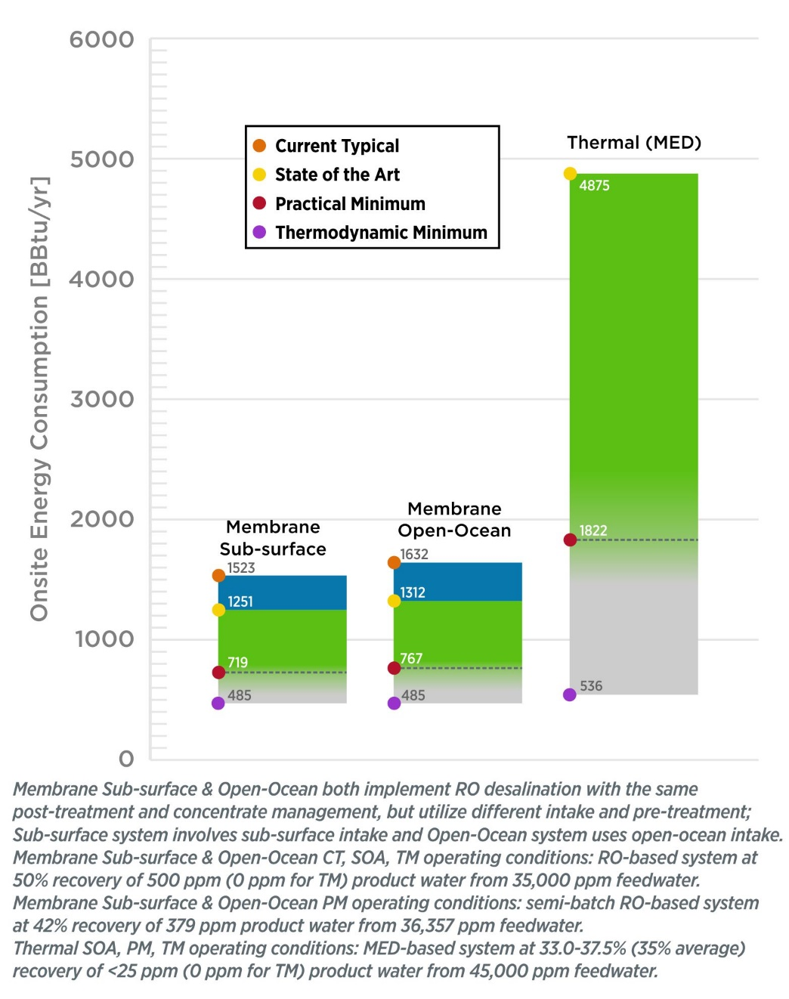 6000
5000
4000
3000
2000
1000
0
Onsite Energy Consumption [BBtu/yr]
Current Typical
State of the Art
Practical Minimum
Thermodynamic Minimum
Membrane
Sub-surface
1523
1251
719
485
Membrane
Open-Ocean
1632
1312
767
485
Thermal (MED)
4875
1822
536
Membrane Sub-surface & Open-Ocean both implement RO desalination with the same
post-treatment and concentrate management, but utilize different intake and pre-treatment;
Sub-surface system involves sub-surface intake and Open-Ocean system uses open-ocean intake.
Membrane Sub-surface & Open-Ocean CT, SOA, TM operating conditions: RO-based system at
50% recovery of 500 ppm (0 ppm for TM) product water from 35,000 ppm feedwater.
Membrane Sub-surface & Open-Ocean PM operating conditions: semi-batch RO-based system
at 42% recovery of 379 ppm product water from 36,357 ppm feedwater.
Thermal SOA, PM, TM operating conditions: MED-based system at 33.0-37.5% (35% average)
recovery of <25 ppm (0 ppm for TM) product water from 45,000 ppm feedwater.